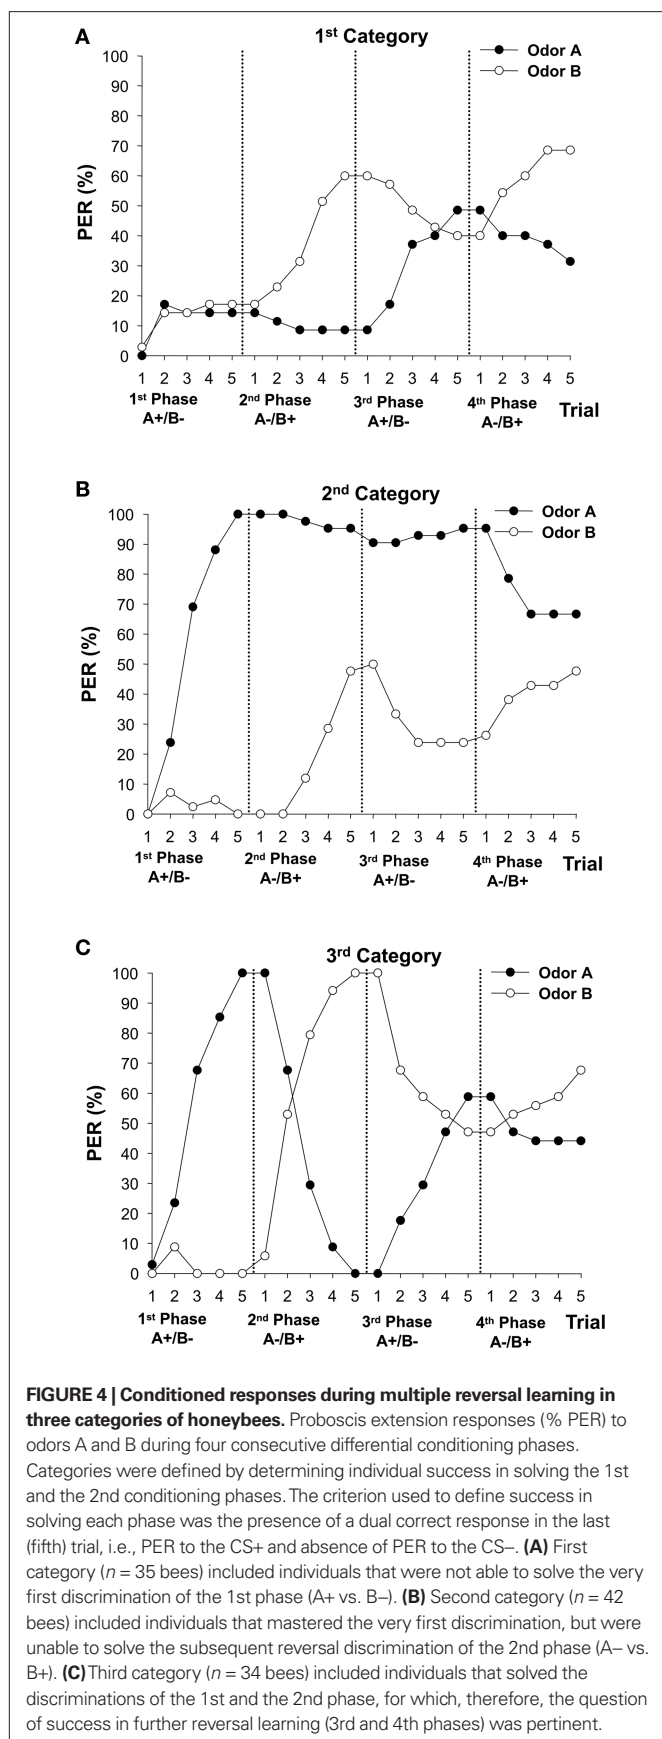 A
1st Category
Odor A
Odor B
100
90
80
70
60
50
40
30
20
10
0
PER (%)
1 2 3 4 5 1 2 3 4 5 1 2 3 4 5 1 2 3 4 5
1st Phase 2nd Phase 3rd Phase 4th Phase Trial
A+/B- A-/B+ A+/B- A-/B+
B
2nd Category
Odor A
Odor B
100
90
80
70
60
50
40
30
20
10
0
PER (%)
1 2 3 4 5 1 2 3 4 5 1 2 3 4 5 1 2 3 4 5
1st Phase 2nd Phase 3rd Phase 4th Phase Trial
A+/B- A-/B+ A+/B- A-/B+
C
3rd Category
Odor A
Odor B
100
90
80
70
60
50
40
30
20
10
0
PER (%)
1 2 3 4 5 1 2 3 4 5 1 2 3 4 5 1 2 3 4 5
1st Phase 2nd Phase 3rd Phase 4th Phase Trial
A+/B- A-/B+ A+/B- A-/B+
FIGURE 4 | Conditioned responses during multiple reversal learning in
three categories of honeybees. Proboscis extension responses (% PER) to
odors A and B during four consecutive differential conditioning phases.
Categories were defined by determining individual success in solving the 1st
and the 2nd conditioning phases. The criterion used to define success in
solving each phase was the presence of a dual correct response in the last
(fifth) trial, i.e., PER to the CS+ and absence of PER to the CS–. (A) First
category (n = 35 bees) included individuals that were not able to solve the very
first discrimination of the 1st phase (A+ vs. B–). (B) Second category (n = 42
bees) included individuals that mastered the very first discrimination, but were
unable to solve the subsequent reversal discrimination of the 2nd phase (A– vs.
B+). (C) Third category (n = 34 bees) included individuals that solved the
discriminations of the 1st and the 2nd phase, for which, therefore, the question
of success in further reversal learning (3rd and 4th phases) was pertinent.